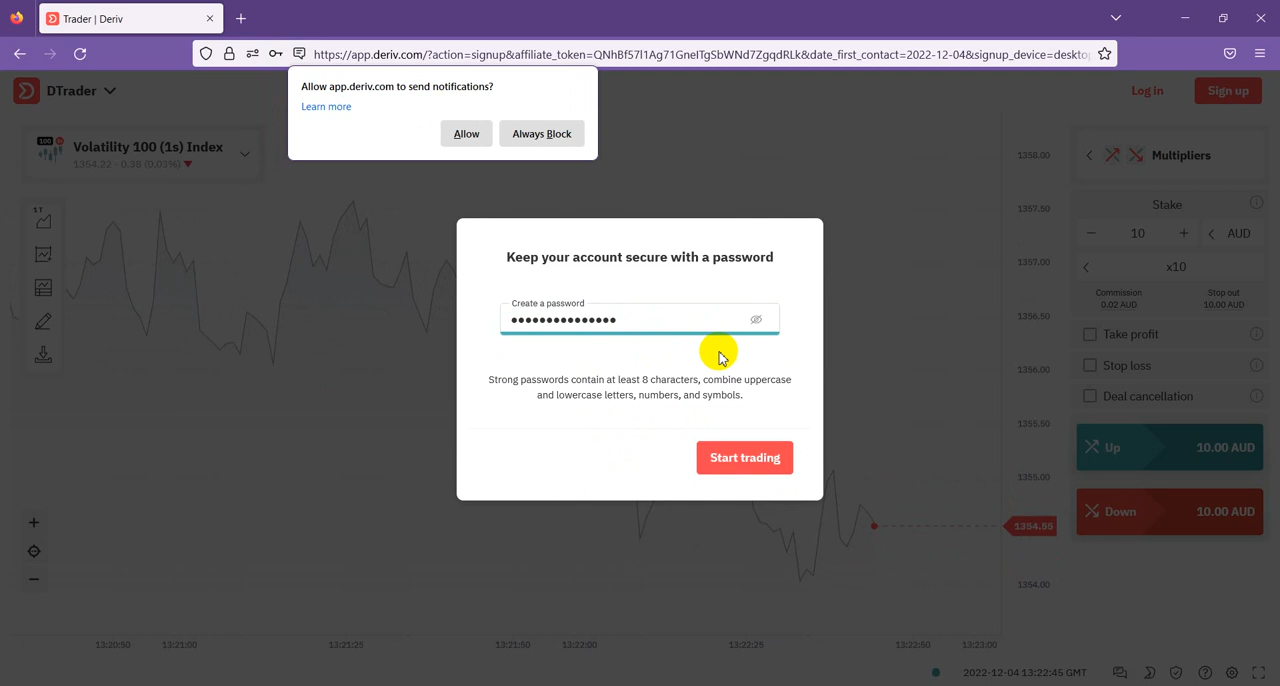 Trader | Deriv
https://app.deriv.com/?action=signup&affiliate_token=QNhBf57l1Ag71GneITgSbWNd7ZgqdRLk&date_first_contact=2022-12-04&signup_device=deskto
Allow app.deriv.com to send notifications?
Learn more
Allow
Always Block
DTrader
Log in
Sign up
100
1s
Volatility 100 (1s) Index
1354.22 - 0.38 (0.03%)
1 T
Keep your account secure with a password
Create a password
Strong passwords contain at least 8 characters, combine uppercase
and lowercase letters, numbers, and symbols.
Start trading
Multipliers
Stake
10
AUD
x10
Commission
0.02 AUD
Stop out
10.00 AUD
Take profit
Stop loss
Deal cancellation
Up
10.00 AUD
Down
10.00 AUD
1358.00
1357.50
1357.00
1356.50
1356.00
1355.50
1355.00
1354.55
1354.00
13:20:50
13:21:00
13:21:25
13:21:50
13:22:00
13:22:25
13:22:50
13:23:00
2022-12-04 13:22:45 GMT